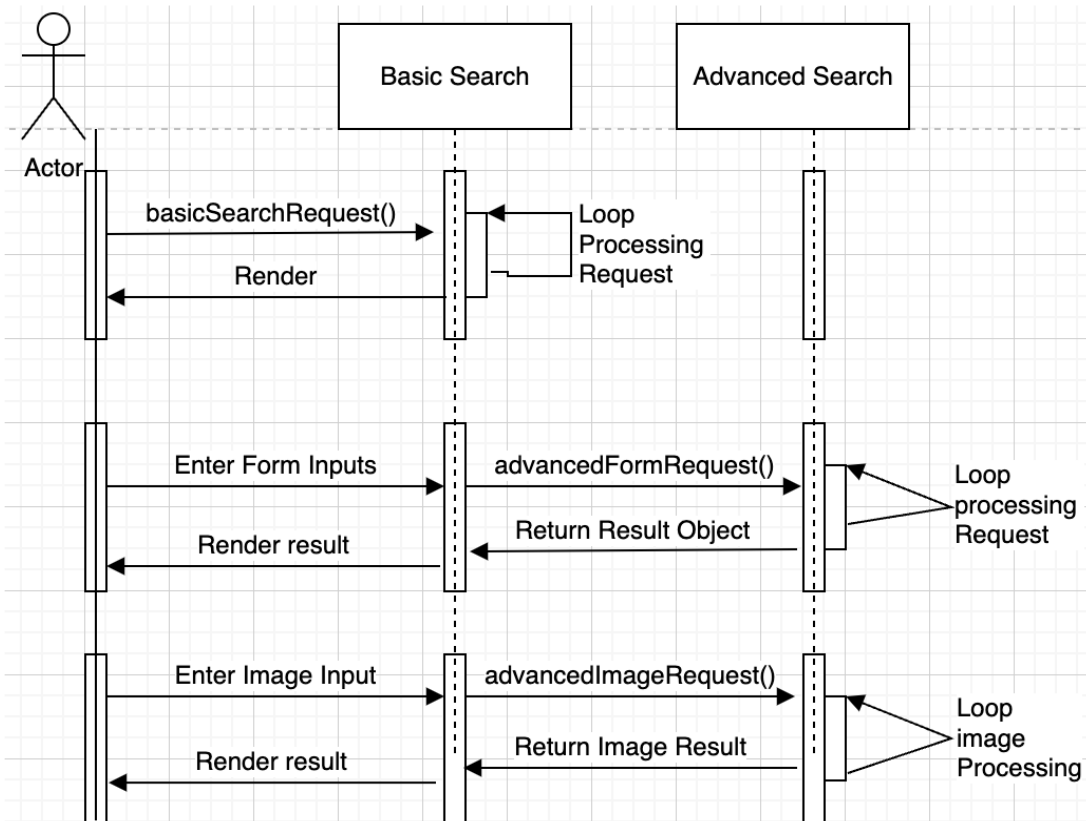 Basic Search
Advanced Search
Actor
basicSearchRequest()
Loop
Processing
Request
Render
Enter Form Inputs
advancedFormRequest()
Loop
processing
Request
Return Result Object
Render result
Enter Image Input
advancedImageRequest()
Loop
image
Processing
Return Image Result
Render result